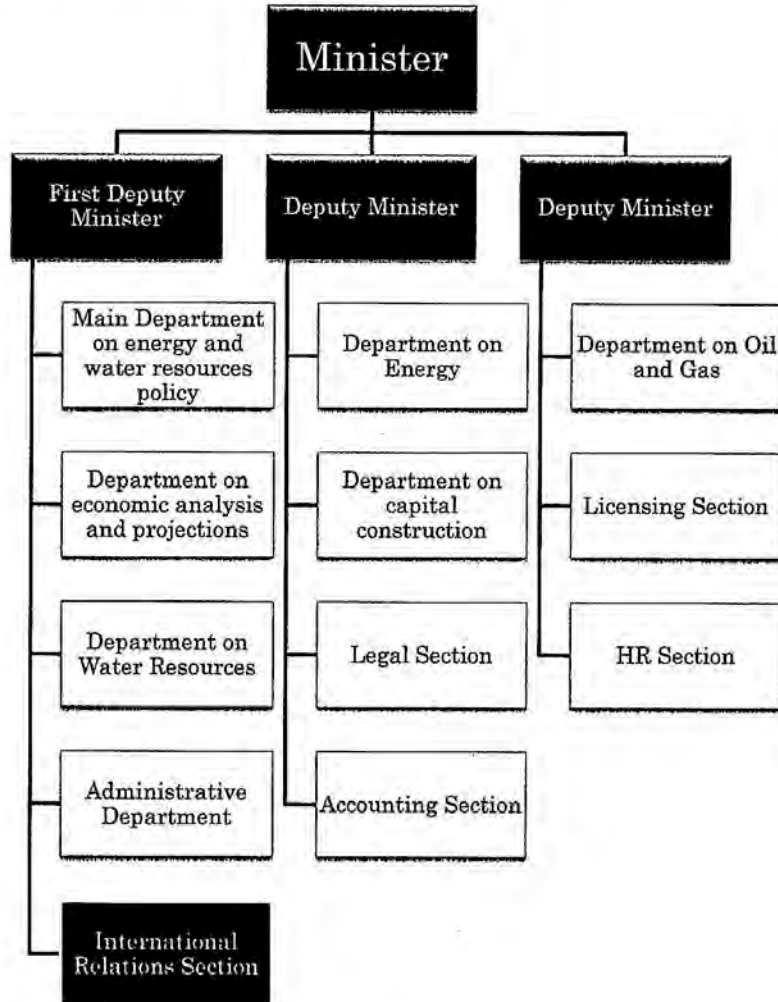 Minister
First Deputy
Minister
Deputy Minister
Deputy Minister
Main Department
on energy and
water resources
policy
Department on
economic analysis
and projections
Department on
Water Resources
Administrative
Department
International
Relations Section
Department on
Energy
Department on
capital
construction
Legal Section
Accounting Section
Department on Oil
and Gas
Licensing Section
HR Section